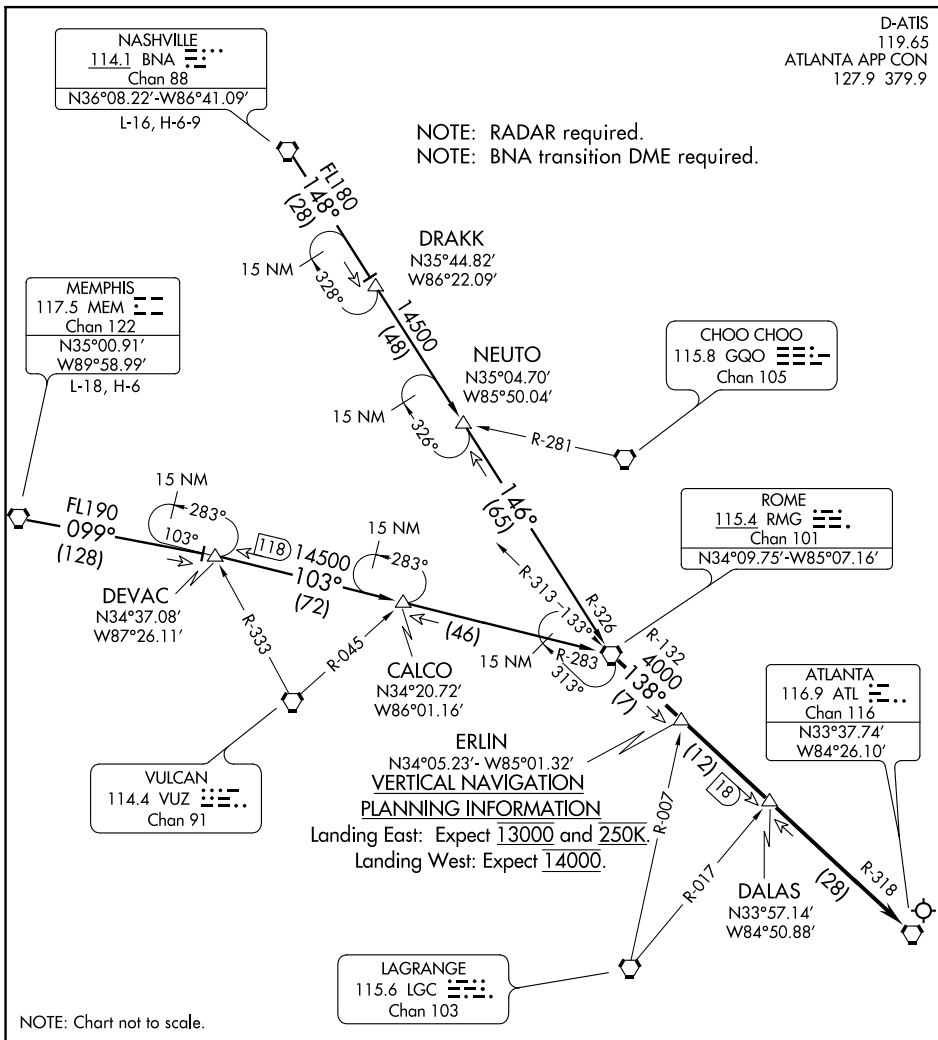 D-ATIS
119.65
ATLANTA APP CON
127.9 379.9
NASHVILLE
114.1 BNA
Chan 88
N36°08.22'-W86°41.09'
L-16, H-6-9
NOTE: RADAR required.
NOTE: BNA transition DME required.
FL180
148°
(28)
15 NM
328°
DRAKK
N35°44.82'
W86°22.09'
14500
(48)
MEMPHIS
117.5 MEM
Chan 122
N35°00.91'
W89°58.99'
L-18, H-6
NEUTO
N35°04.70'
W85°50.04'
CHOO CHOO
115.8 GQO
Chan 105
15 NM
326°
R-281
146°
(65)
ROME
115.4 RMG
Chan 101
N34°09.75'-W85°07.16'
FL190
099°
(128)
15 NM
283°
103°
118
14500
103°
(72)
15 NM
283°
DEVAC
N34°37.08'
W87°26.11'
R-333
R-045
CALCO
N34°20.72'
W86°01.16'
(46)
R-313
133°
R-326
15 NM
R-283
313°
R-132
4000
138°
(7)
ATLANTA
116.9 ATL
Chan 116
N33°37.74'
W84°26.10'
VULCAN
114.4 VUZ
Chan 91
ERLIN
N34°05.23'- W85°01.32'
VERTICAL NAVIGATION
PLANNING INFORMATION
Landing East: Expect 13000 and 250K.
Landing West: Expect 14000.
(12)
18
R-007
R-017
DALAS
N33°57.14'
W84°50.88'
(28)
R-318
LAGRANGE
115.6 LGC
Chan 103
NOTE: Chart not to scale.